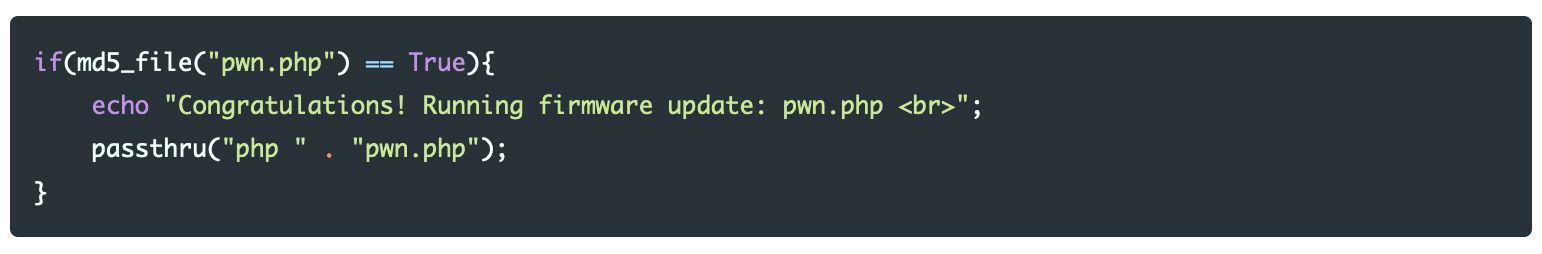 if(md5_file("pwn.php") == True){
    echo "Congratulations! Running firmware update: pwn.php <br>";
    passthru("php " . "pwn.php");
}